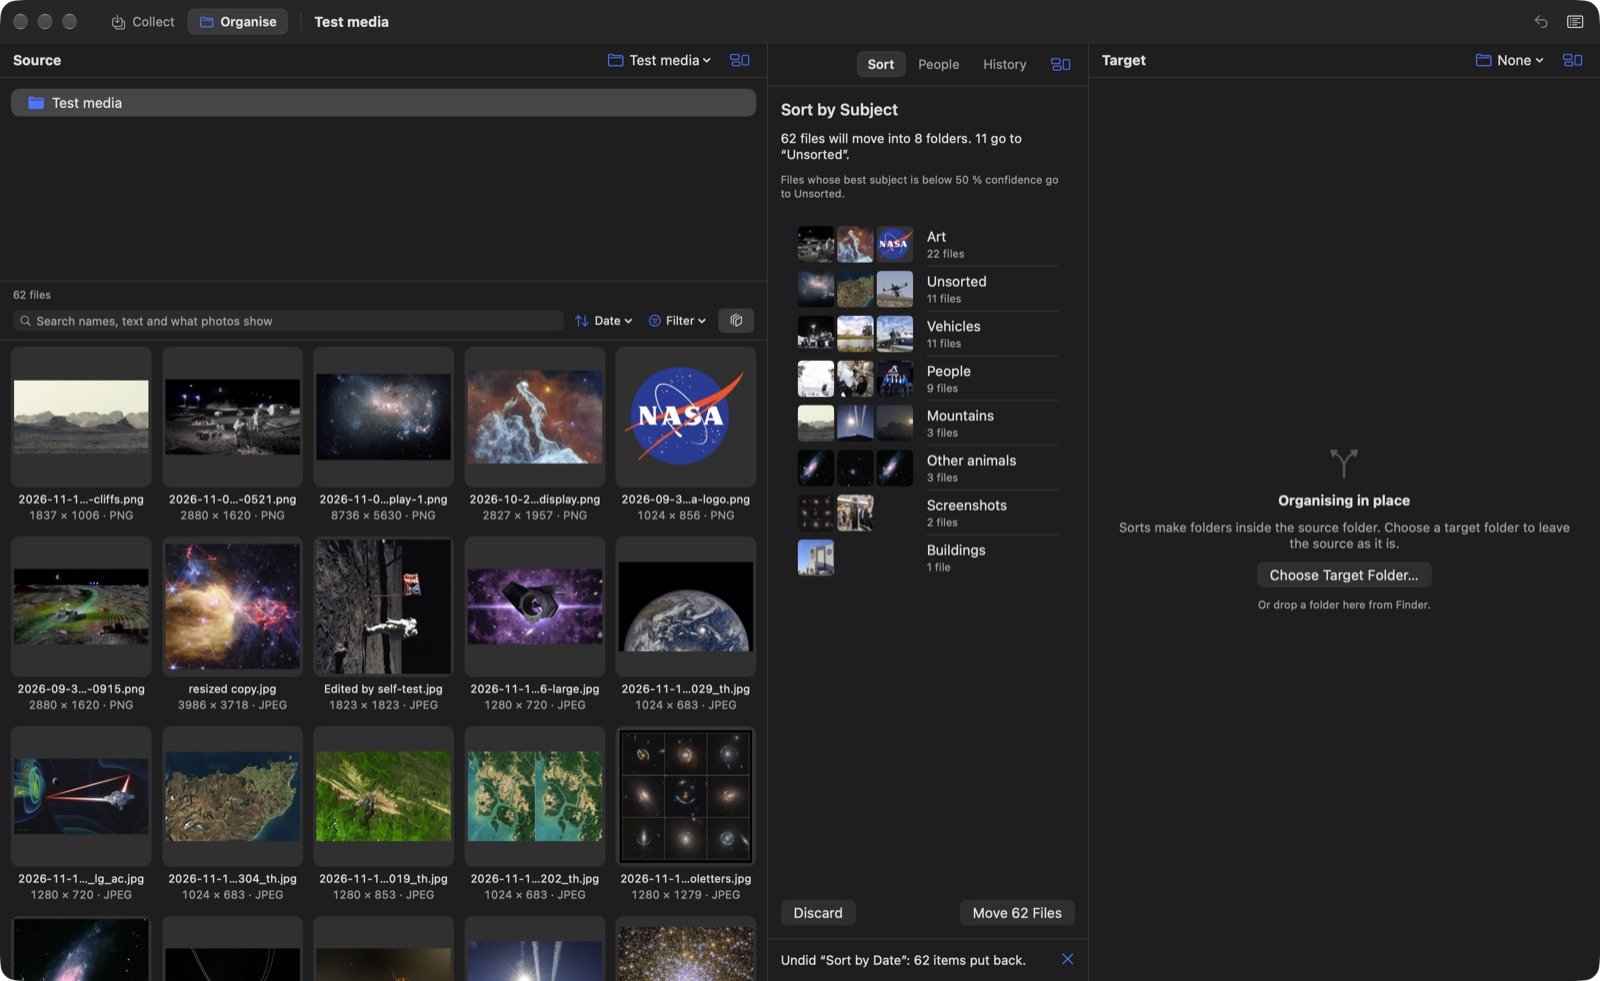 Collect
Organise
Test media
Source
Test media
Test media
62 files
Search names, text and what photos show
Date
Filter
NASA
2026-11-1...-cliffs.png
1837 × 1006 · PNG
2026-11-0...-0521.png
2880 × 1620 · PNG
2026-11-0...play-1.png
8736 × 5630 · PNG
2026-10-2...display.png
2827 × 1957 · PNG
2026-09-3...a-logo.png
1024 × 856 · PNG
2026-09-3...-0915.png
2880 × 1620 · PNG
resized copy.jpg
3986 × 3718 · JPEG
Edited by self-test.jpg
1823 × 1823 · JPEG
2026-11-1...6-large.jpg
1280 × 720 · JPEG
2026-11-1...029_th.jpg
1024 × 683 · JPEG
2026-11-1..._lg_ac.jpg
1280 × 720 · JPEG
2026-11-1...304_th.jpg
1024 × 683 · JPEG
2026-11-1...019_th.jpg
1280 × 853 · JPEG
2026-11-1...202_th.jpg
1024 × 683 · JPEG
2026-11-1...oletters.jpg
1280 × 1279 · JPEG
Sort
People
History
Sort by Subject
62 files will move into 8 folders. 11 go to
“Unsorted”.
Files whose best subject is below 50 % confidence go
to Unsorted.
NASA
Art
22 files
Unsorted
11 files
Vehicles
11 files
People
9 files
Mountains
3 files
Other animals
3 files
Screenshots
2 files
Buildings
1 file
Discard
Move 62 Files
Undid “Sort by Date”: 62 items put back.
Target
None
Organising in place
Sorts make folders inside the source folder. Choose a target folder to leave
the source as it is.
Choose Target Folder...
Or drop a folder here from Finder.